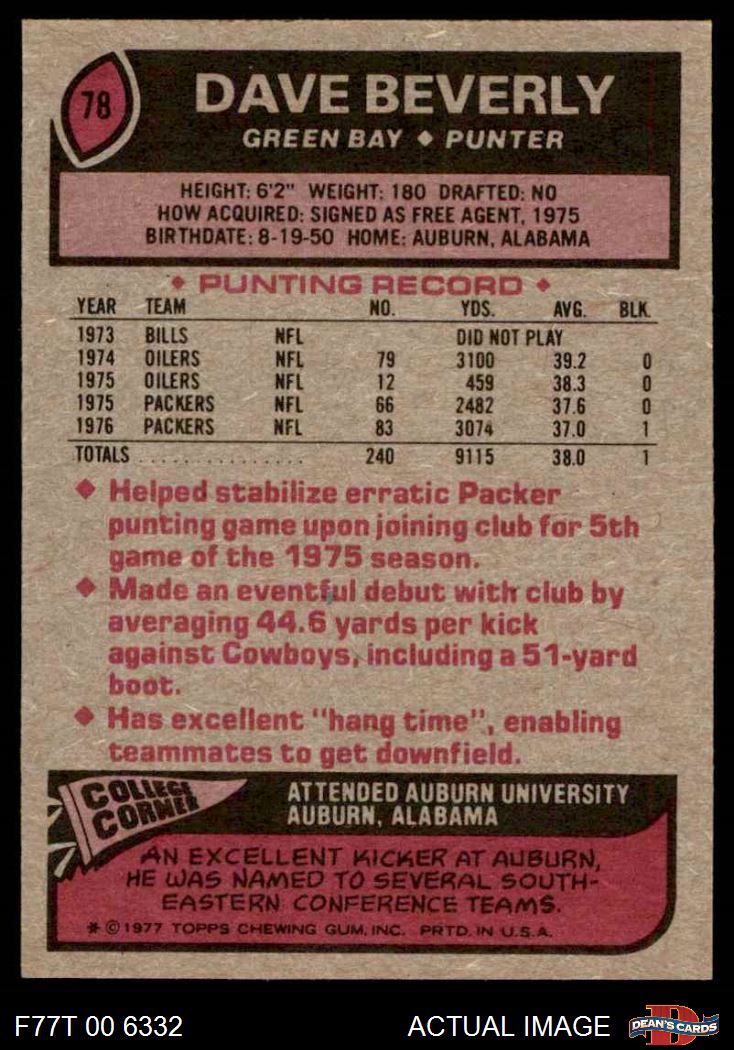 78
DAVE BEVERLY
GREEN BAY ◆ PUNTER
HEIGHT: 6'2" WEIGHT: 180 DRAFTED: NO
HOW ACQUIRED: SIGNED AS FREE AGENT, 1975
BIRTHDATE: 8-19-50 HOME: AUBURN, ALABAMA
◆ PUNTING RECORD ◆
YEAR TEAM NO. YDS. AVG. BLK.
1973 BILLS NFL DID NOT PLAY
1974 OILERS NFL 79 3100 39.2 0
1975 OILERS NFL 12 459 38.3 0
1975 PACKERS NFL 66 2482 37.6 0
1976 PACKERS NFL 83 3074 37.0 1
TOTALS . . . . . . . . . . . . . . . 240 9115 38.0 1
◆ Helped stabilize erratic Packer
punting game upon joining club for 5th
game of the 1975 season.
◆ Made an eventful debut with club by
averaging 44.6 yards per kick
against Cowboys, including a 51-yard
boot.
◆ Has excellent "hang time", enabling
teammates to get downfield.
COLLEGE
CORNER
ATTENDED AUBURN UNIVERSITY
AUBURN, ALABAMA
AN EXCELLENT KICKER AT AUBURN,
HE WAS NAMED TO SEVERAL SOUTH-
EASTERN CONFERENCE TEAMS.
* © 1977 TOPPS CHEWING GUM, INC. PRTD. IN U.S.A.
F77T 00 6332 ACTUAL IMAGE
D
DEAN'S CARDS